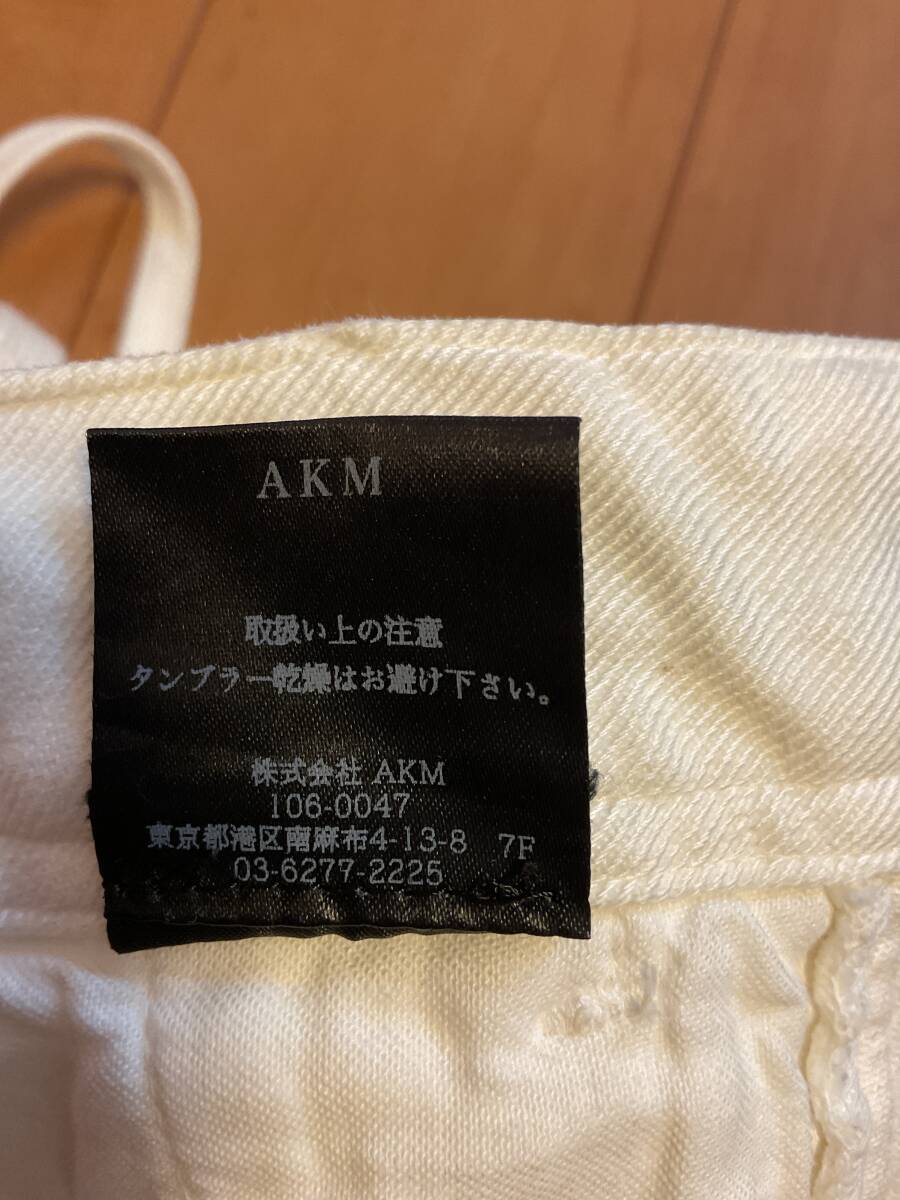 AKM
取扱い上の注意
タンブラー乾燥はお避け下さい。
株式会社 AKM
106-0047
東京都港区南麻布4-13-8 7F
03-6277-2225